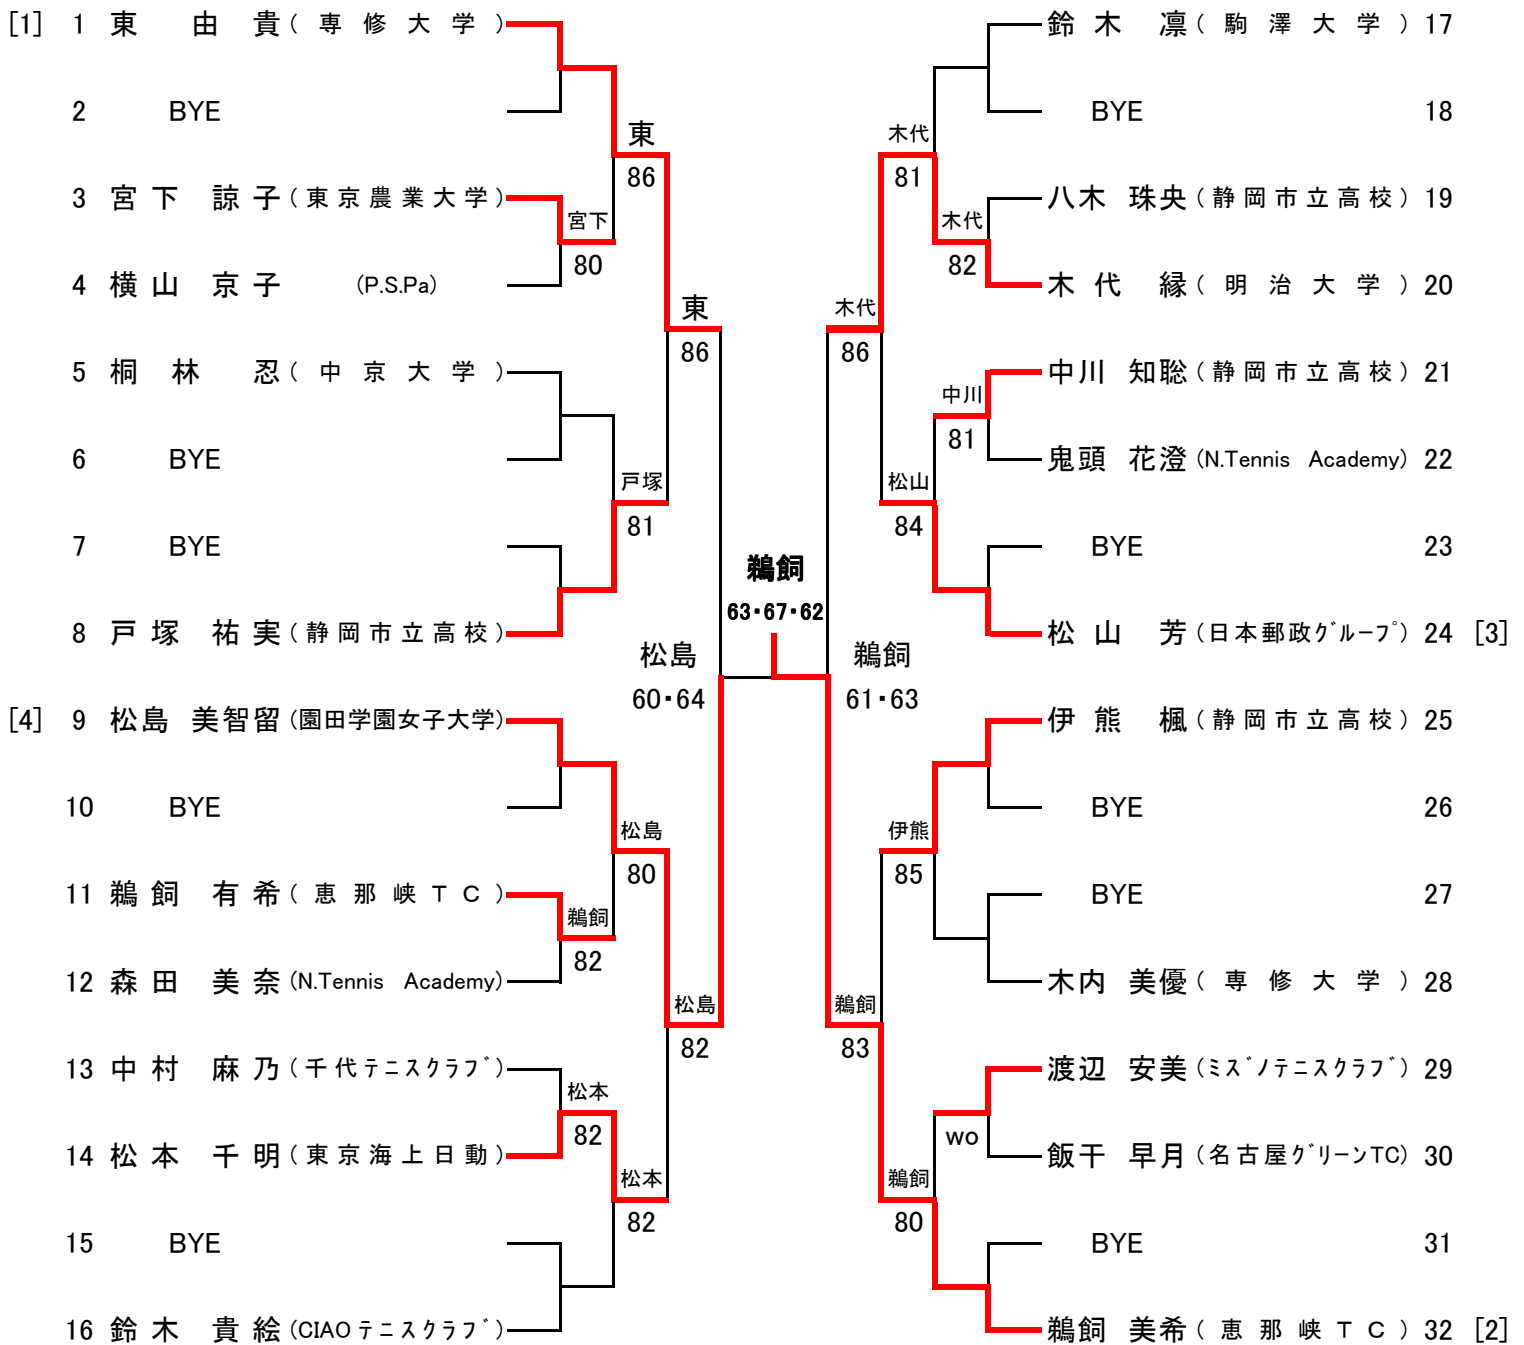 [1] 1 東 由 貴 ( 専 修 大 学 )
2 BYE
東
86
3 宮 下 諒 子 ( 東 京 農 業 大 学 )
宮下
80
4 横 山 京 子 (P.S.Pa)
東
86
5 桐 林 忍 ( 中 京 大 学 )
6 BYE
戸塚
81
7 BYE
8 戸 塚 祐 実 ( 静 岡 市 立 高 校 )
松島
60・64
[4] 9 松島 美智留 (園田学園女子大学)
10 BYE
松島
80
11 鵜 飼 有 希 ( 恵 那 峡 T C )
鵜飼
82
12 森 田 美 奈 (N.Tennis Academy)
松島
82
13 中 村 麻 乃 ( 千 代 テニスクラブ )
松本
82
14 松 本 千 明 ( 東 京 海 上 日 動 )
松本
82
15 BYE
16 鈴 木 貴 絵 (CIAO テニスクラブ )
鵜飼
63・67・62
鈴 木 凛 ( 駒 澤 大 学 ) 17
BYE 18
木代
81
八木 珠央 ( 静 岡 市 立 高 校 ) 19
木代
82
木 代 縁 ( 明 治 大 学 ) 20
木代
86
中川 知聡 ( 静 岡 市 立 高 校 ) 21
中川
81
鬼頭 花澄 (N.Tennis Academy) 22
松山
84
BYE 23
松 山 芳 (日本郵政グループ) 24 [3]
鵜飼
61・63
伊 熊 楓 ( 静 岡 市 立 高 校 ) 25
BYE 26
伊熊
85
BYE 27
木内 美優 ( 専 修 大 学 ) 28
鵜飼
83
渡辺 安美 (ミズノテニスクラブ) 29
wo
飯干 早月 (名古屋グリーンTC) 30
鵜飼
80
BYE 31
鵜飼 美希 ( 恵 那 峡 T C ) 32 [2]